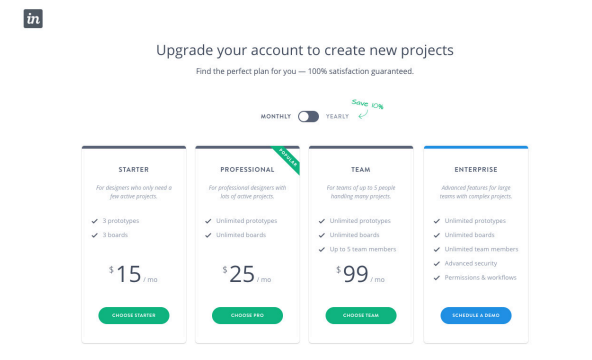 in
Upgrade your account to create new projects
Find the perfect plan for you — 100% satisfaction guaranteed.
Save 10%
MONTHLY YEARLY
POPULAR
STARTER
For designers who only need a
few active projects.
3 prototypes
3 boards
$15 / mo
CHOOSE STARTER
PROFESSIONAL
For professional designers with
lots of active projects.
Unlimited prototypes
Unlimited boards
$25 / mo
CHOOSE PRO
TEAM
For teams of up to 5 people
handling many projects.
Unlimited prototypes
Unlimited boards
Up to 5 team members
$99 / mo
CHOOSE TEAM
ENTERPRISE
Advanced features for large
teams with complex projects.
Unlimited prototypes
Unlimited boards
Unlimited team members
Advanced security
Permissions & workflows
SCHEDULE A DEMO